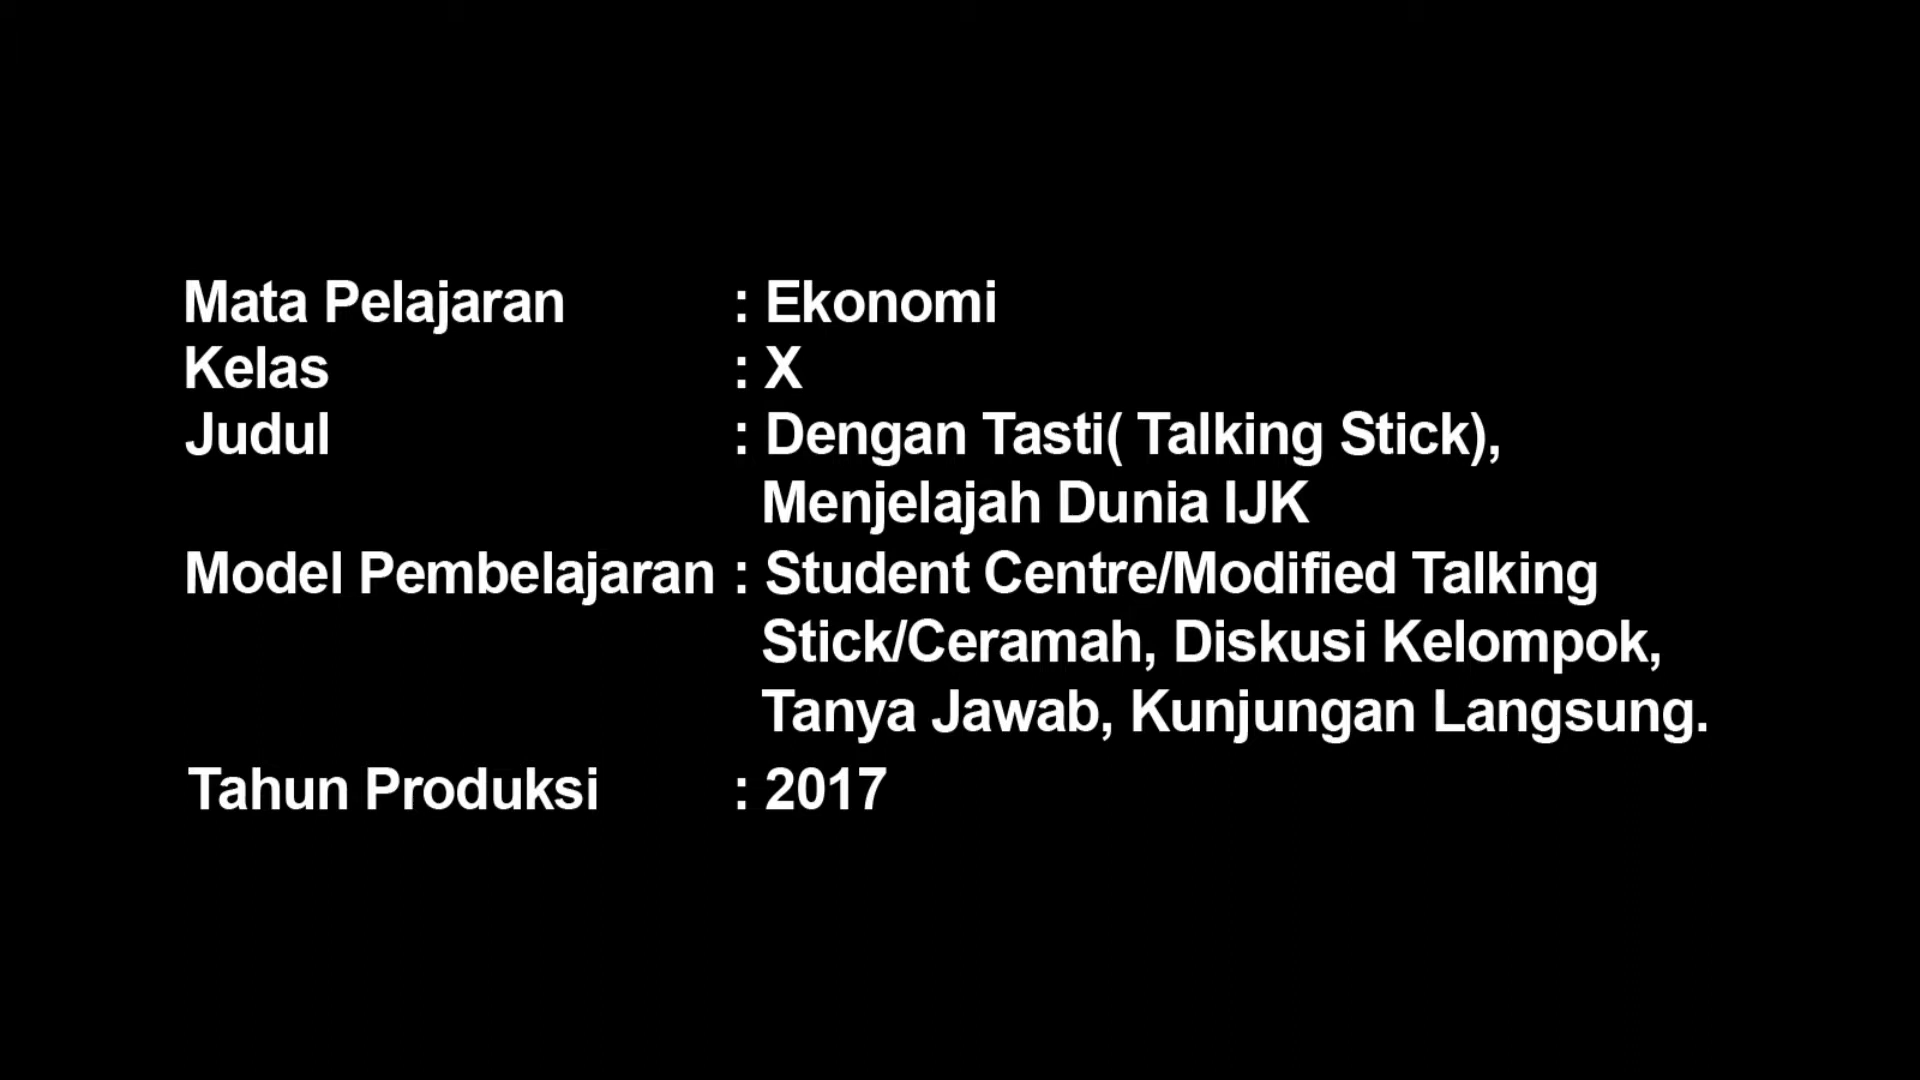 Mata Pelajaran : Ekonomi
Kelas : X
Judul : Dengan Tasti( Talking Stick),
Menjelajah Dunia IJK
Model Pembelajaran : Student Centre/Modified Talking
Stick/Ceramah, Diskusi Kelompok,
Tanya Jawab, Kunjungan Langsung.
Tahun Produksi : 2017